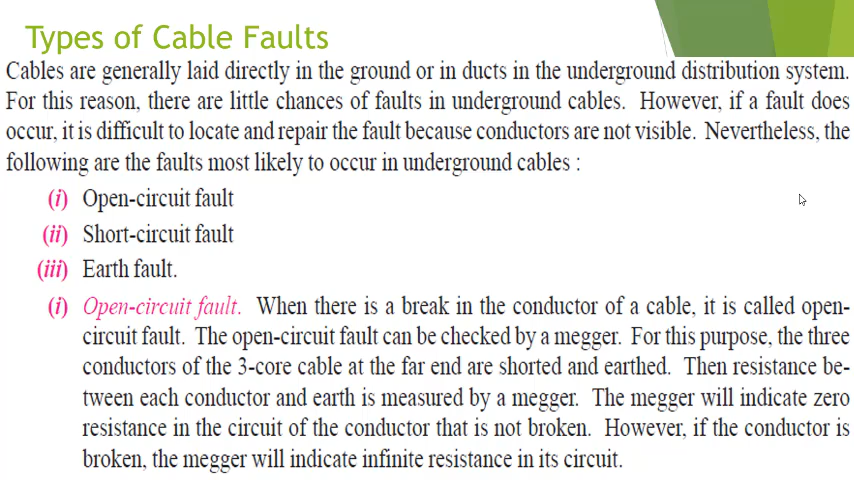 Types of Cable Faults
Cables are generally laid directly in the ground or in ducts in the underground distribution system.
For this reason, there are little chances of faults in underground cables. However, if a fault does
occur, it is difficult to locate and repair the fault because conductors are not visible. Nevertheless, the
following are the faults most likely to occur in underground cables :
(i) Open-circuit fault
(ii) Short-circuit fault
(iii) Earth fault.
(i) Open-circuit fault. When there is a break in the conductor of a cable, it is called open-
circuit fault. The open-circuit fault can be checked by a megger. For this purpose, the three
conductors of the 3-core cable at the far end are shorted and earthed. Then resistance be-
tween each conductor and earth is measured by a megger. The megger will indicate zero
resistance in the circuit of the conductor that is not broken. However, if the conductor is
broken, the megger will indicate infinite resistance in its circuit.